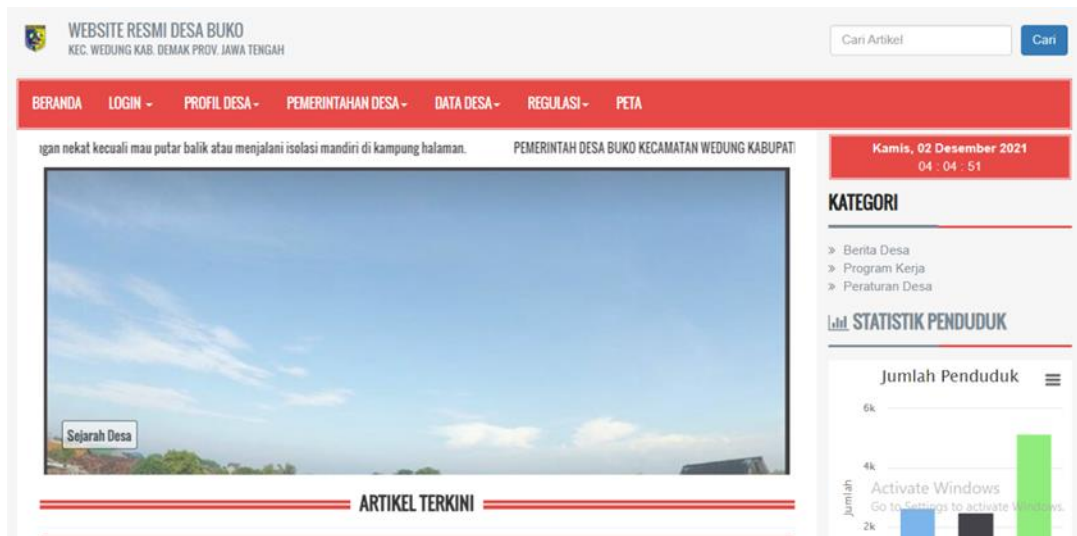 WEBSITE RESMI DESA BUKO
KEC. WEDUNG KAB. DEMAK PROV. JAWA TENGAH
Cari Artikel
Cari
BERANDA LOGIN PROFIL DESA PEMERINTAHAN DESA DATA DESA REGULASI PETA
ngan nekat kecuali mau putar balik atau menjalani isolasi mandiri di kampung halaman. PEMERINTAH DESA BUKO KECAMATAN WEDUNG KABUPAT
Kamis, 02 Desember 2021
04 : 04 : 51
KATEGORI
» Berita Desa
» Program Kerja
» Peraturan Desa
STATISTIK PENDUDUK
Jumlah Penduduk
6k
4k
Jumlah
2k
Activate Windows
Go to Settings to activate Windows.
Sejarah Desa
ARTIKEL TERKINI